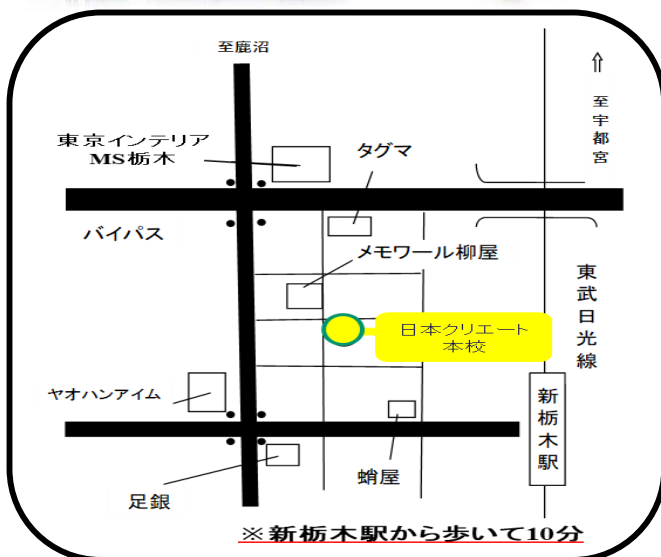 至鹿沼
至宇都宮
東京インテリア
MS栃木
タグマ
バイパス
メモワール柳屋
東武日光線
日本クリエート
本校
ヤオハンアイム
新栃木駅
足銀
蛸屋
※新栃木駅から歩いて10分